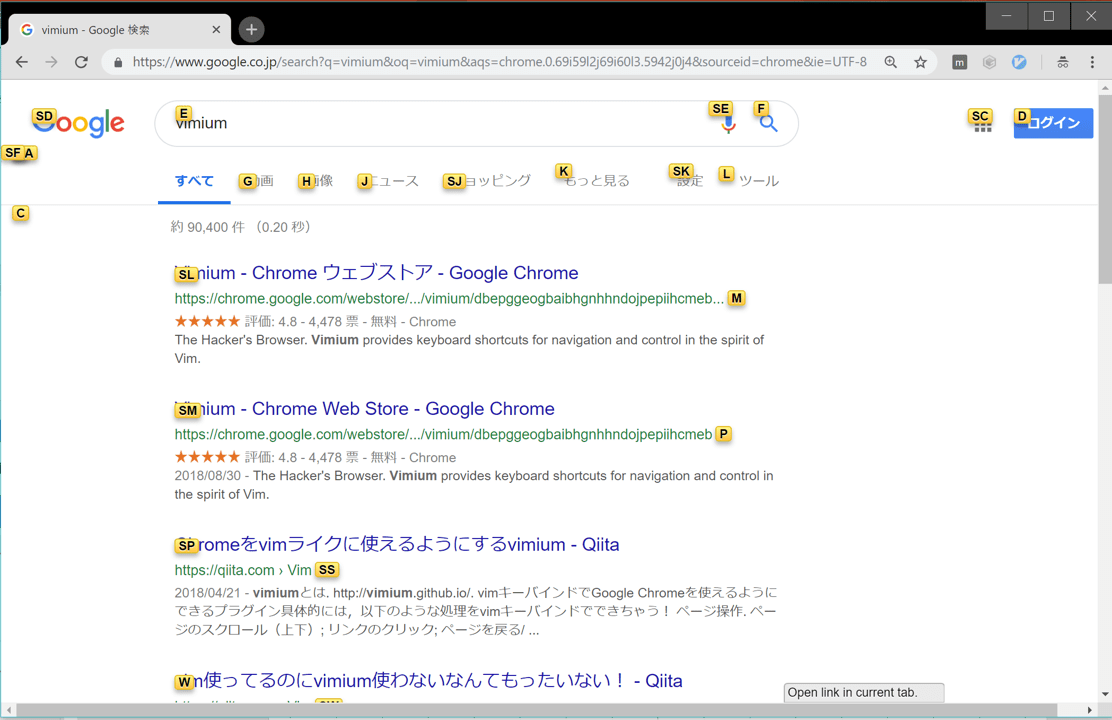 vimium - Google 検索
https://www.google.co.jp/search?q=vimium&oq=vimium&aqs=chrome.0.69i59l2j69i60l3.5942j0j4&sourceid=chrome&ie=UTF-8
m
SD E SE F SC D
Google vimium ログイン
SF A
すべて G 画 H 像 J ニュース SJ ョッピング K もっと見る SK 設定 L ツール
C
約 90,400 件 （0.20 秒）
SL mium - Chrome ウェブストア - Google Chrome
https://chrome.google.com/webstore/.../vimium/dbepggeogbaibhgnhhndojpepiihcmeb... M
★★★★★ 評価: 4.8 - 4,478 票 - 無料 - Chrome
The Hacker's Browser. Vimium provides keyboard shortcuts for navigation and control in the spirit of
Vim.
SM mium - Chrome Web Store - Google Chrome
https://chrome.google.com/webstore/.../vimium/dbepggeogbaibhgnhhndojpepiihcmeb P
★★★★★ 評価: 4.8 - 4,478 票 - 無料 - Chrome
2018/08/30 - The Hacker's Browser. Vimium provides keyboard shortcuts for navigation and control in
the spirit of Vim.
SP romeをvimライクに使えるようにするvimium - Qiita
https://qiita.com › Vim SS
2018/04/21 - vimiumとは. http://vimium.github.io/. vimキーバインドでGoogle Chromeを使えるように
できるプラグイン具体的には，以下のような処理をvimキーバインドでできちゃう！ ページ操作. ペー
ジのスクロール（上下）; リンクのクリック; ページを戻る/ ...
W m使ってるのにvimium使わないなんてもったいない！ - Qiita
Open link in current tab.